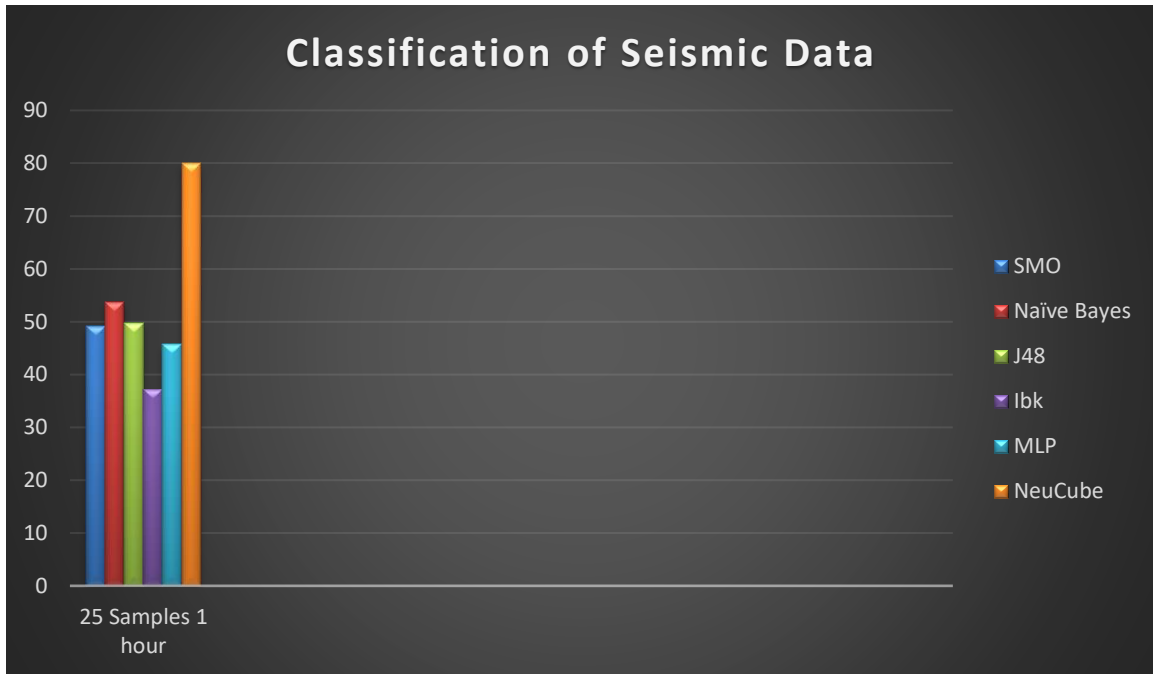 Classification of Seismic Data
90
80
70
60
50
40
30
20
10
0
25 Samples 1
hour
SMO
Naïve Bayes
J48
Ibk
MLP
NeuCube